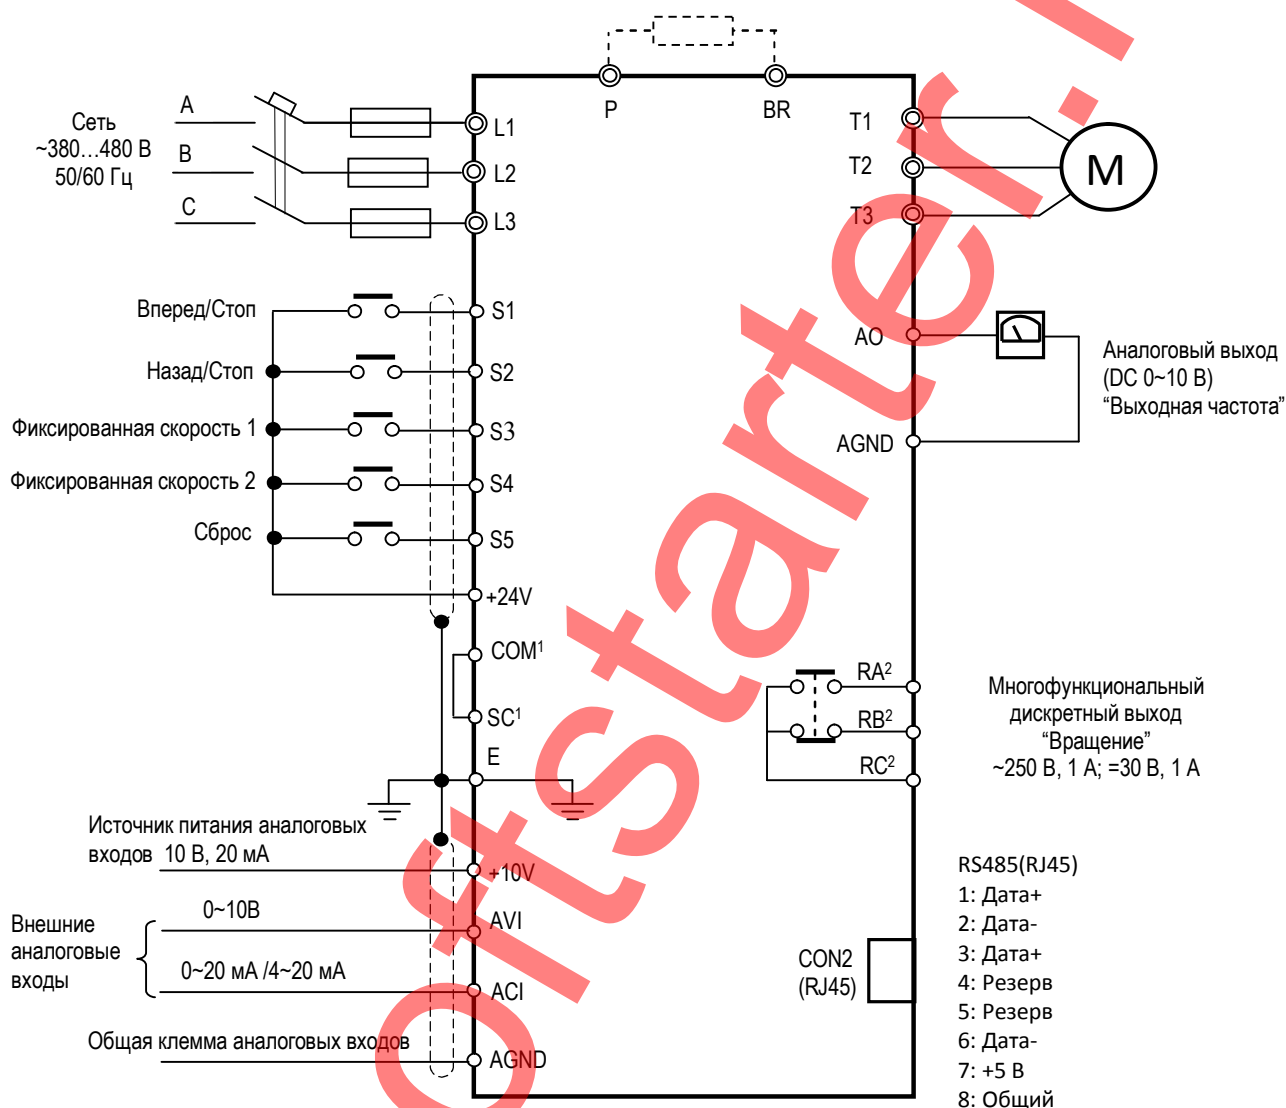 P
BR
Сеть
~380...480 В
50/60 Гц
A
B
C
L1
L2
L3
T1
T2
T3
M
Вперед/Стоп
S1
Назад/Стоп
S2
Фиксированная скорость 1
S3
Фиксированная скорость 2
S4
Сброс
S5
+24V
COM¹
SC¹
E
AO
AGND
Аналоговый выход
(DC 0~10 В)
“Выходная частота”
RA²
RB²
RC²
Многофункциональный
дискретный выход
“Вращение”
~250 В, 1 А; =30 В, 1 А
Источник питания аналоговых
входов 10 В, 20 мА
+10V
Внешние
аналоговые
входы
0~10В
AVI
0~20 мА /4~20 мА
ACI
Общая клемма аналоговых входов
AGND
CON2
(RJ45)
RS485(RJ45)
1: Дата+
2: Дата-
3: Дата+
4: Резерв
5: Резерв
6: Дата-
7: +5 В
8: Общий
oftstarter.